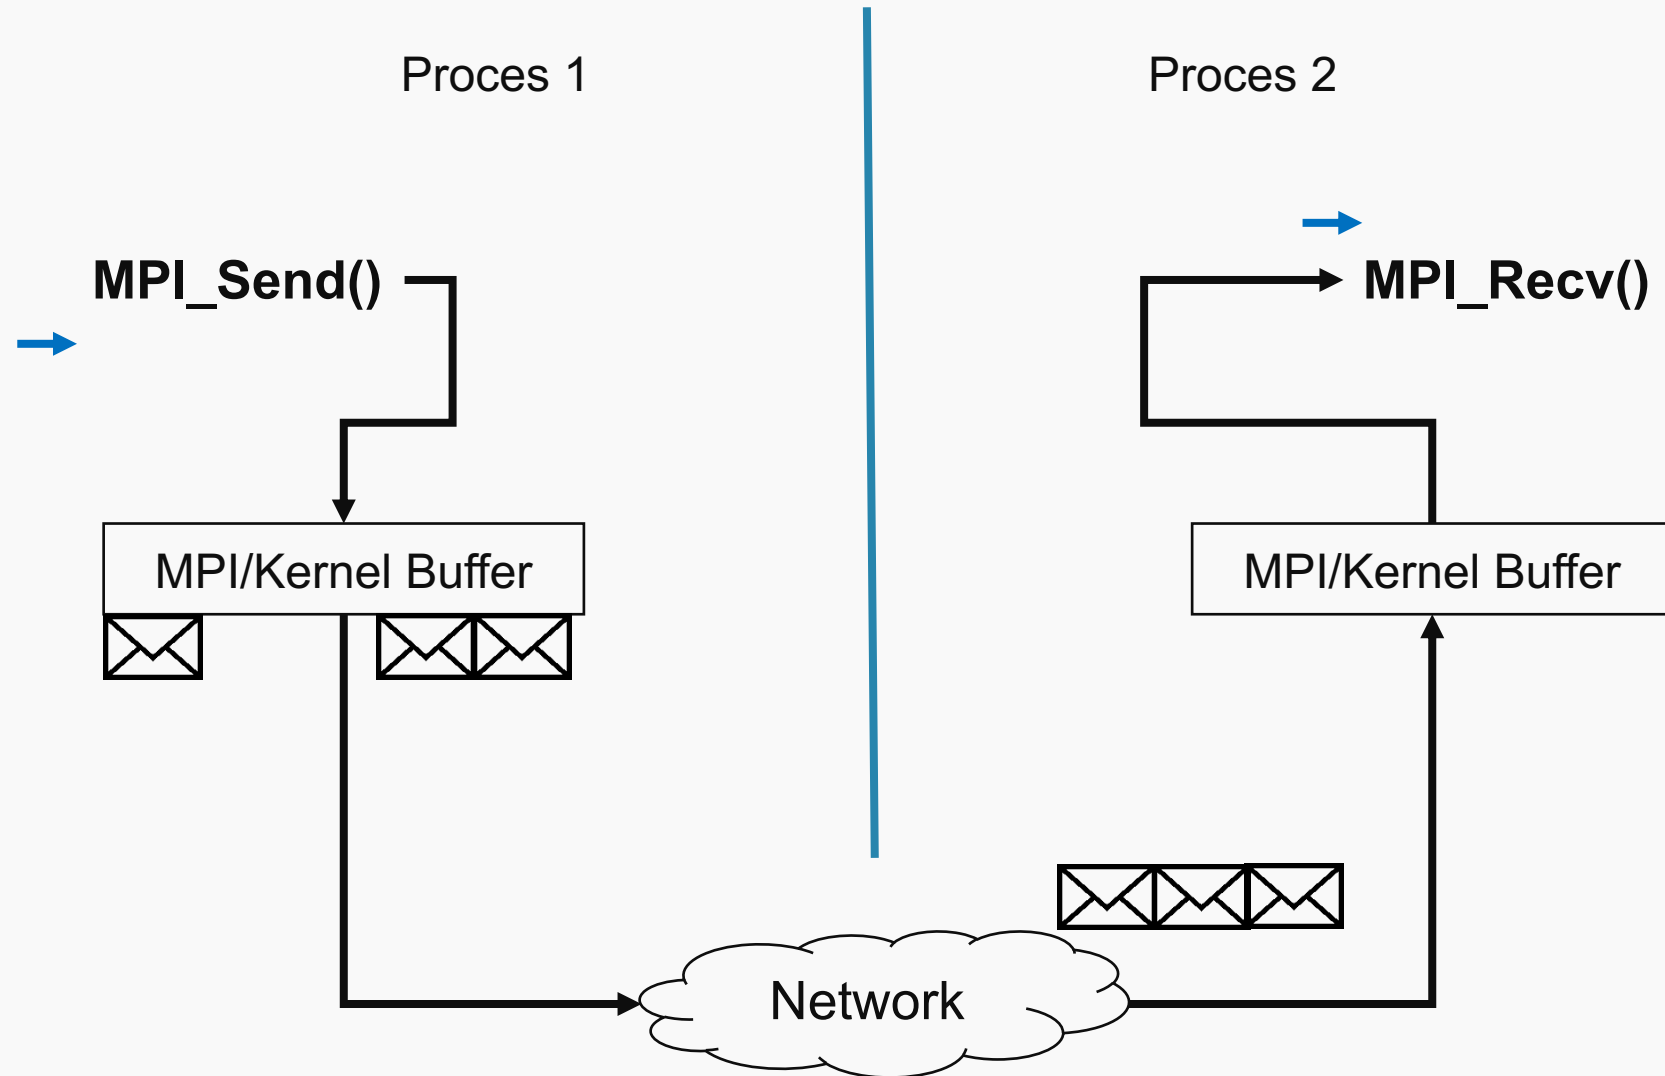 Proces 1
Proces 2
MPI_Send()
MPI_Recv()
MPI/Kernel Buffer
MPI/Kernel Buffer
Network